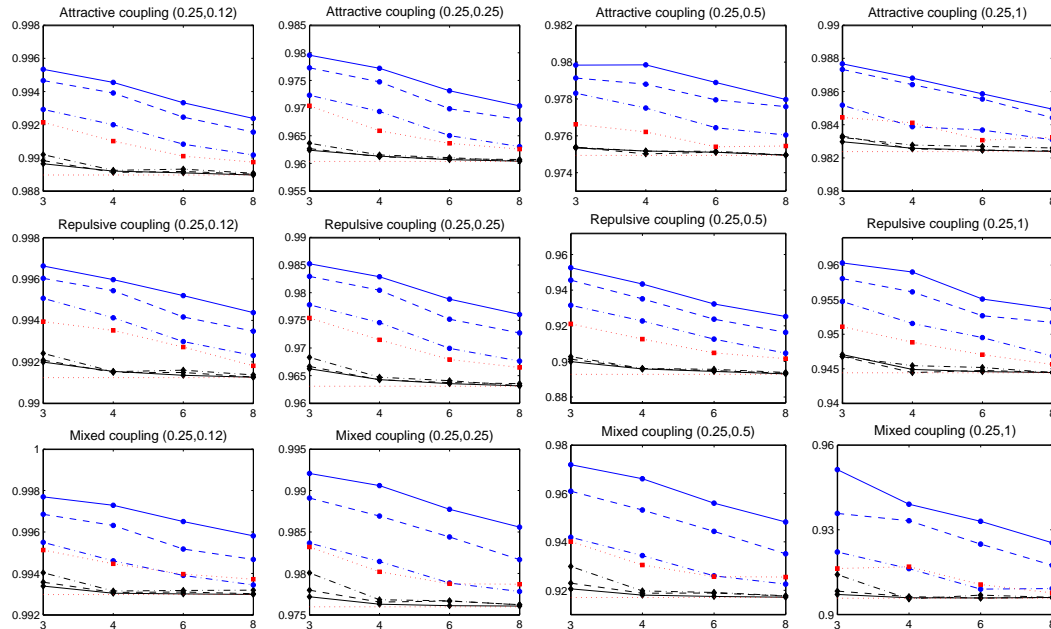 Attractive coupling (0.25,0.12)
0.998
0.996
0.994
0.992
0.99
0.988
3 4 6 8
Attractive coupling (0.25,0.25)
0.985
0.98
0.975
0.97
0.965
0.96
0.955
3 4 6 8
Attractive coupling (0.25,0.5)
0.982
0.98
0.978
0.976
0.974
3 4 6 8
Attractive coupling (0.25,1)
0.99
0.988
0.986
0.984
0.982
0.98
3 4 6 8
Repulsive coupling (0.25,0.12)
0.998
0.996
0.994
0.992
0.99
3 4 6 8
Repulsive coupling (0.25,0.25)
0.99
0.985
0.98
0.975
0.97
0.965
0.96
3 4 6 8
Repulsive coupling (0.25,0.5)
0.96
0.94
0.92
0.9
0.88
3 4 6 8
Repulsive coupling (0.25,1)
0.96
0.955
0.95
0.945
0.94
3 4 6 8
Mixed coupling (0.25,0.12)
1
0.998
0.996
0.994
0.992
3 4 6 8
Mixed coupling (0.25,0.25)
0.995
0.99
0.985
0.98
0.975
3 4 6 8
Mixed coupling (0.25,0.5)
0.98
0.96
0.94
0.92
3 4 6 8
Mixed coupling (0.25,1)
0.96
0.93
0.9
3 4 6 8